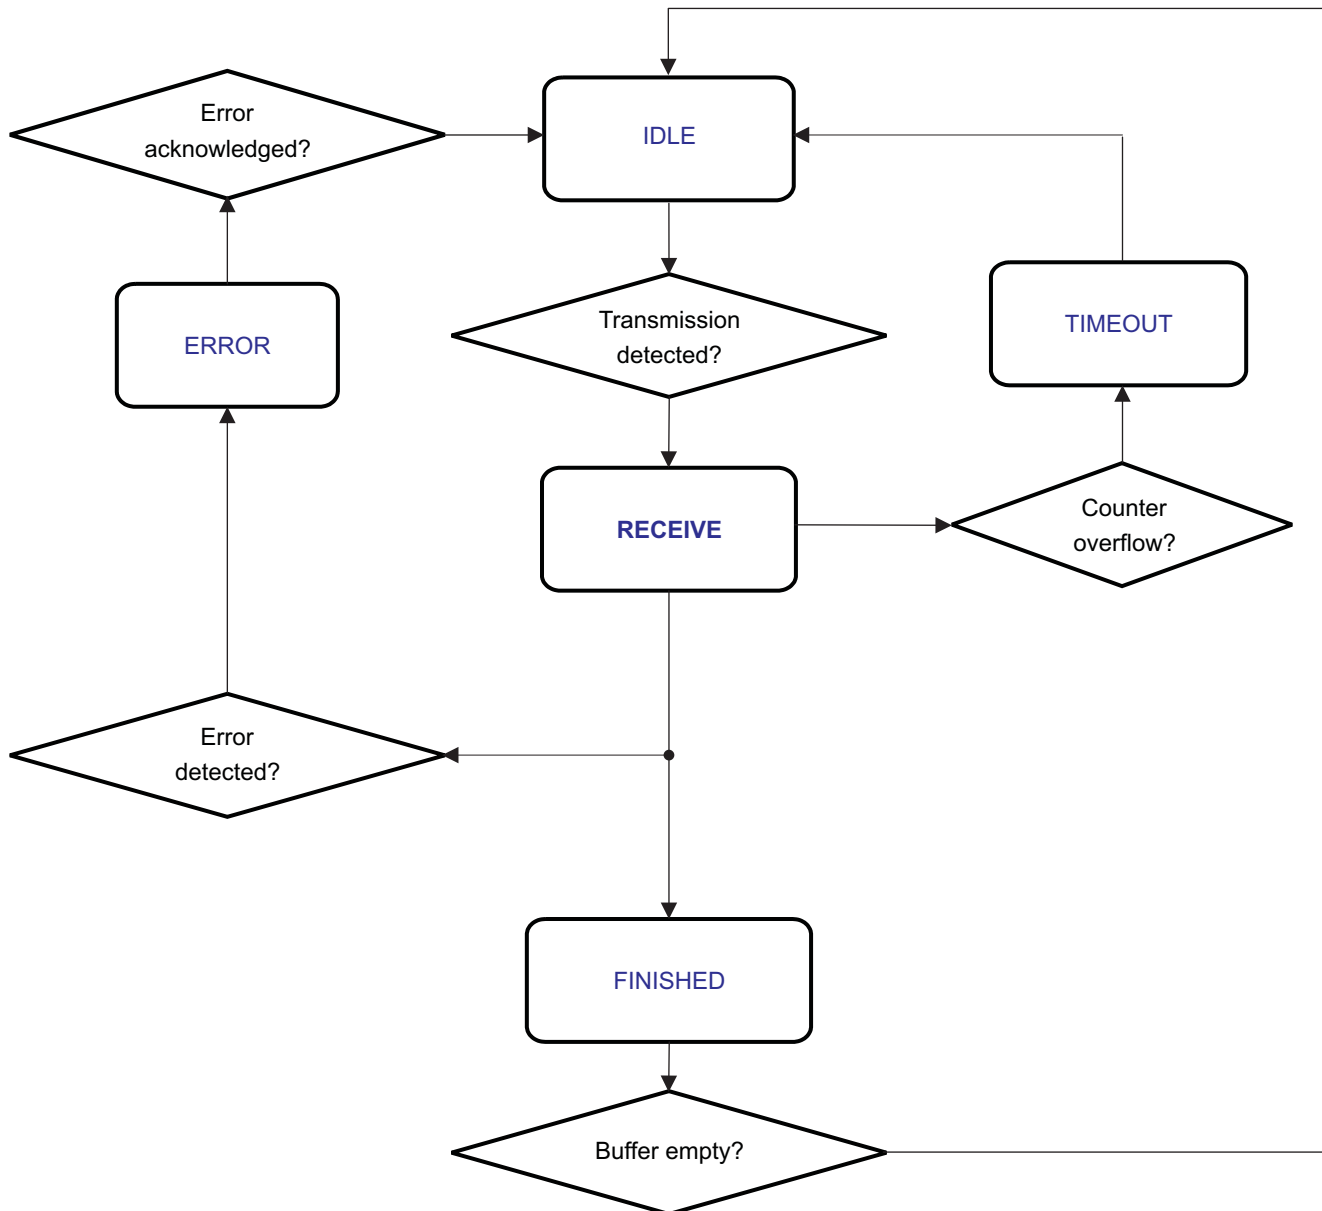 Error
acknowledged?
IDLE
ERROR
Transmission
detected?
TIMEOUT
RECEIVE
Counter
overflow?
Error
detected?
FINISHED
Buffer empty?